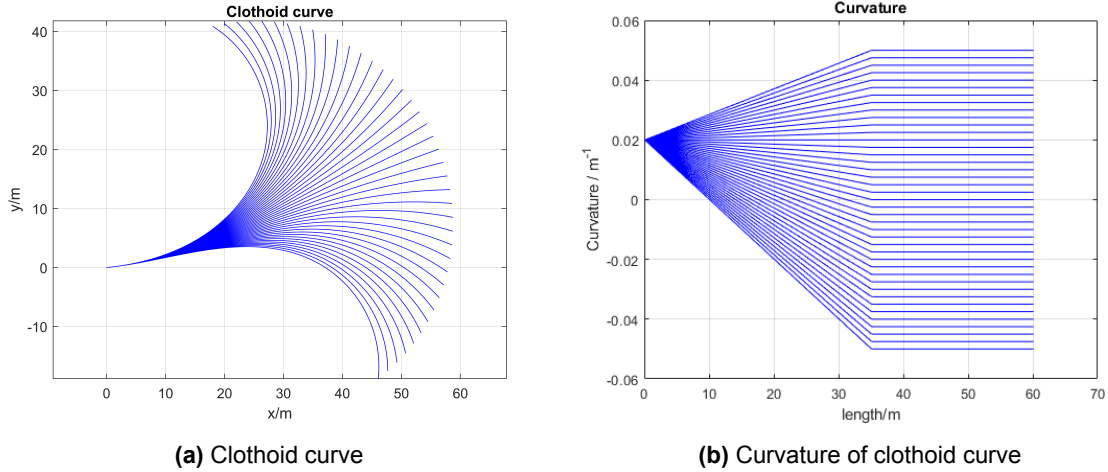 Clothoid curve
40
30
20
10
0
-10
y/m
0 10 20 30 40 50 60
x/m
(a) Clothoid curve
Curvature
0.06
0.04
0.02
0
-0.02
-0.04
-0.06
Curvature / m-1
0 10 20 30 40 50 60 70
length/m
(b) Curvature of clothoid curve